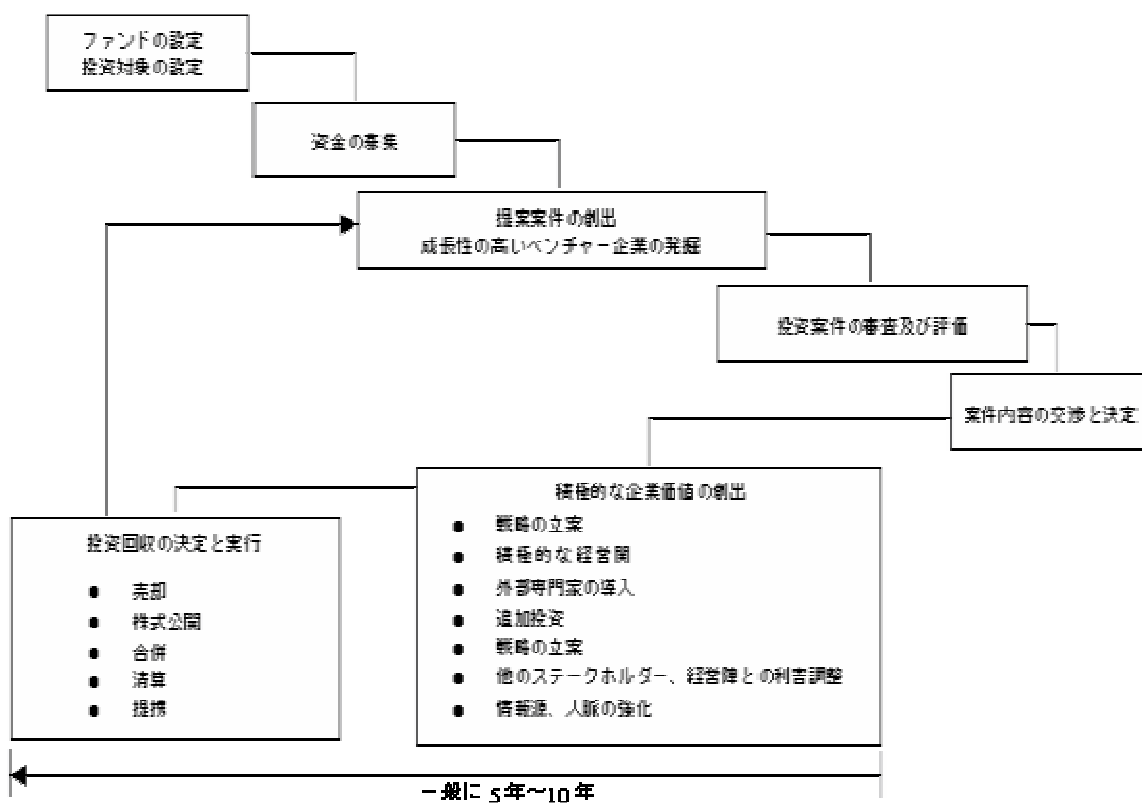 ファンドの設定
投資対象の設定
資金の募集
提案案件の創出
成長性の高いベンチャー企業の発掘
投資案件の審査及び評価
案件内容の交渉と決定
積極的な企業価値の創出
● 戦略の立案
● 積極的な経営関
● 外部専門家の導入
● 追加投資
● 戦略の立案
● 他のステークホルダー、経営陣との利害調整
● 情報源、人脈の強化
投資回収の決定と実行
● 売却
● 株式公開
● 合併
● 清算
● 提携
一般に 5年～10年